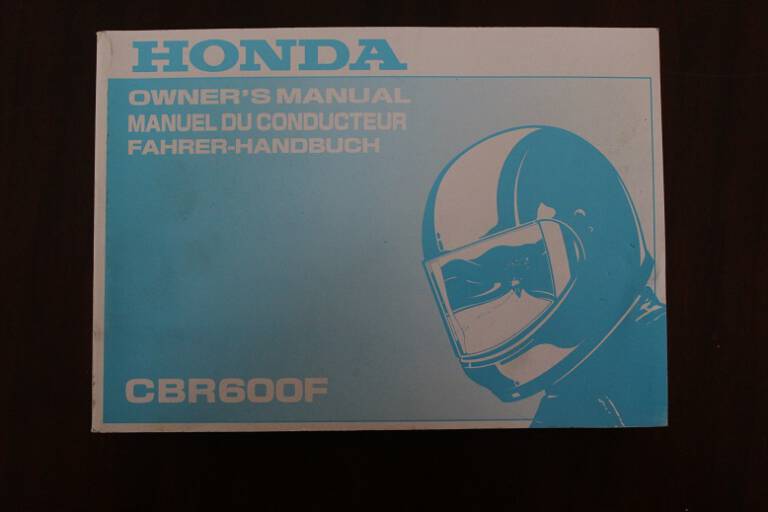 HONDA
OWNER'S MANUAL
MANUEL DU CONDUCTEUR
FAHRER-HANDBUCH
CBR600F